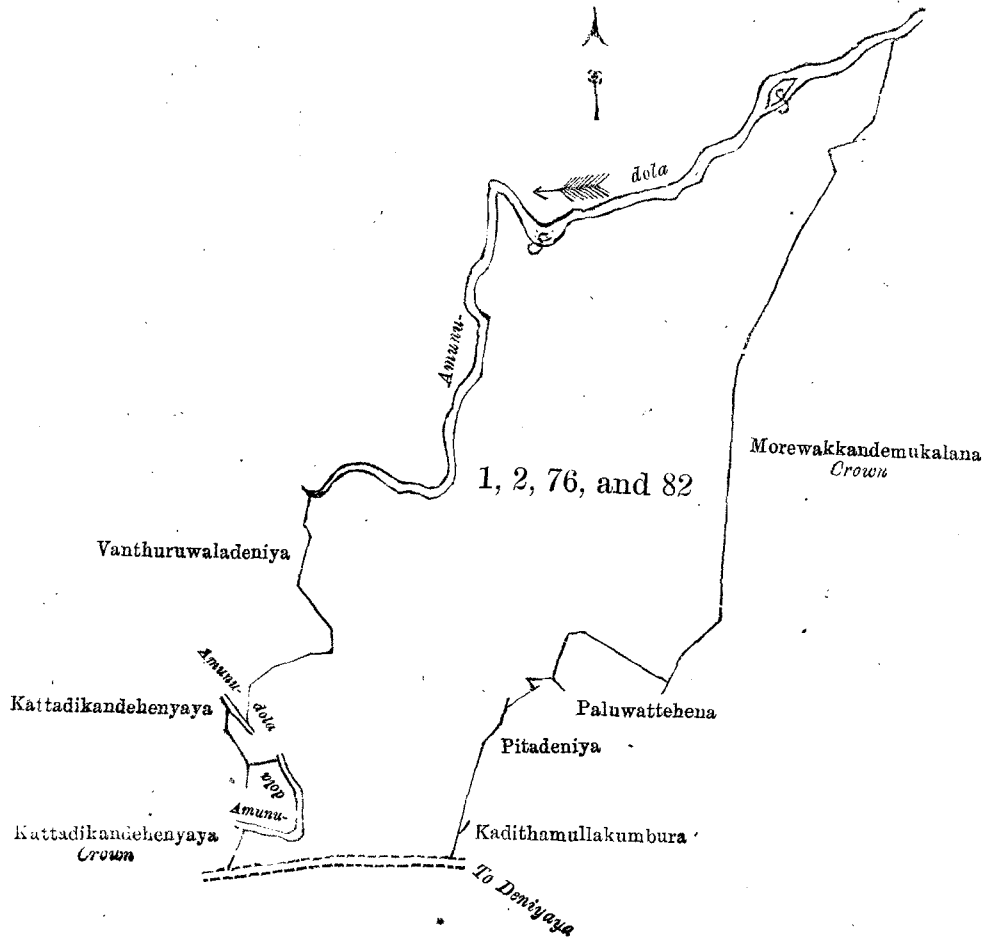 dola
Amunu-
Morewakkandemukalana
Crown
1, 2, 76, and 82
Vanthuruwaladeniya
Amunu-
dola
Kattadikandehenyaya
Paluwattehena
Pitadeniya
dola
Amunu-
Kattadikandehenyaya
Crown
Kadithamullakumbura
To Deniyaya